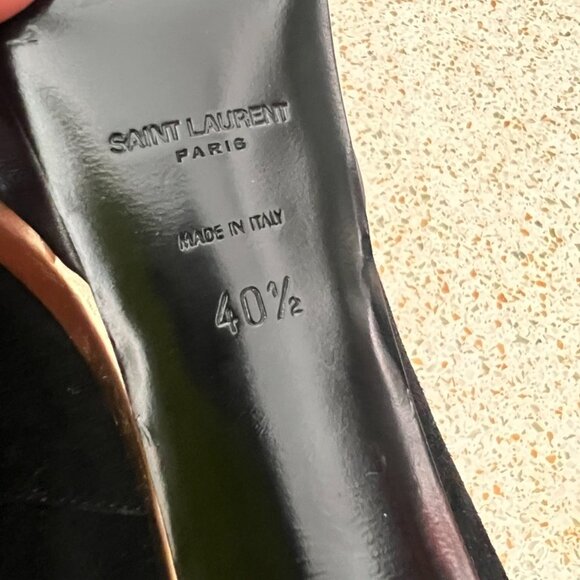 SAINT LAURENT
PARIS
MADE IN ITALY
40½